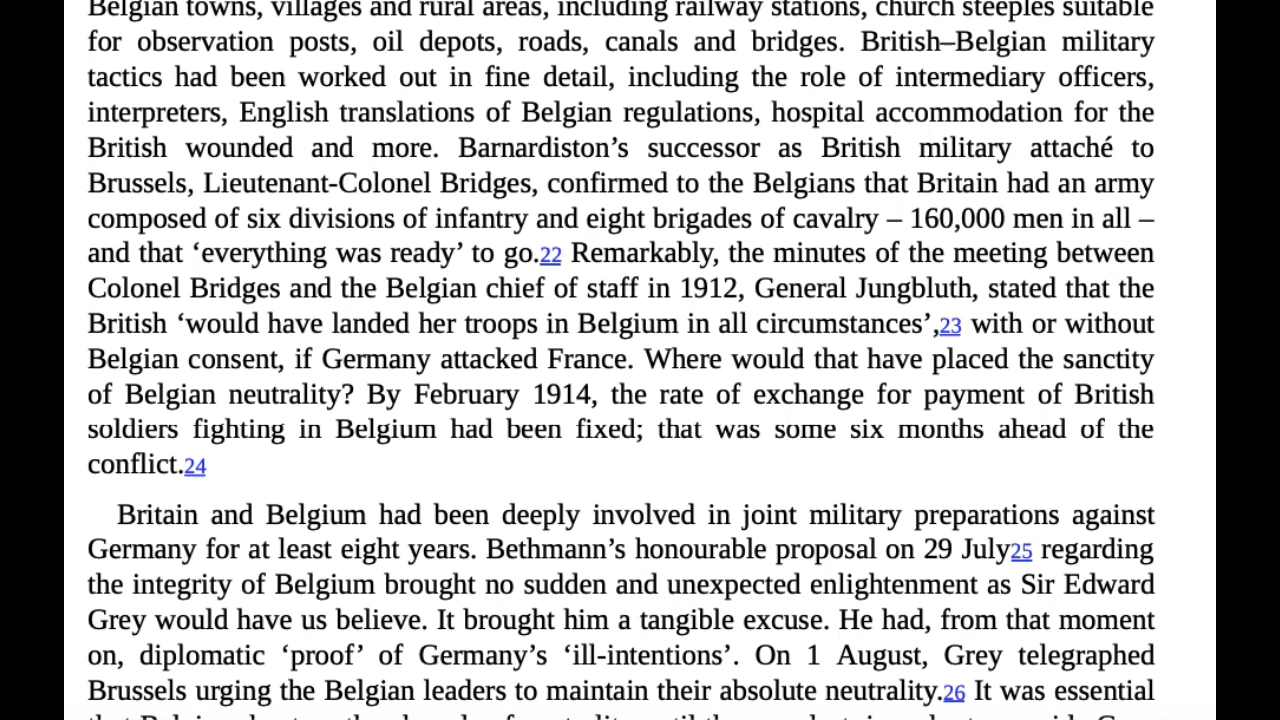 Belgian towns, villages and rural areas, including railway stations, church steeples suitable
for observation posts, oil depots, roads, canals and bridges. British–Belgian military
tactics had been worked out in fine detail, including the role of intermediary officers,
interpreters, English translations of Belgian regulations, hospital accommodation for the
British wounded and more. Barnardiston’s successor as British military attaché to
Brussels, Lieutenant-Colonel Bridges, confirmed to the Belgians that Britain had an army
composed of six divisions of infantry and eight brigades of cavalry – 160,000 men in all –
and that ‘everything was ready’ to go.22 Remarkably, the minutes of the meeting between
Colonel Bridges and the Belgian chief of staff in 1912, General Jungbluth, stated that the
British ‘would have landed her troops in Belgium in all circumstances’,23 with or without
Belgian consent, if Germany attacked France. Where would that have placed the sanctity
of Belgian neutrality? By February 1914, the rate of exchange for payment of British
soldiers fighting in Belgium had been fixed; that was some six months ahead of the
conflict.24
Britain and Belgium had been deeply involved in joint military preparations against
Germany for at least eight years. Bethmann’s honourable proposal on 29 July25 regarding
the integrity of Belgium brought no sudden and unexpected enlightenment as Sir Edward
Grey would have us believe. It brought him a tangible excuse. He had, from that moment
on, diplomatic ‘proof’ of Germany’s ‘ill-intentions’. On 1 August, Grey telegraphed
Brussels urging the Belgian leaders to maintain their absolute neutrality.26 It was essential